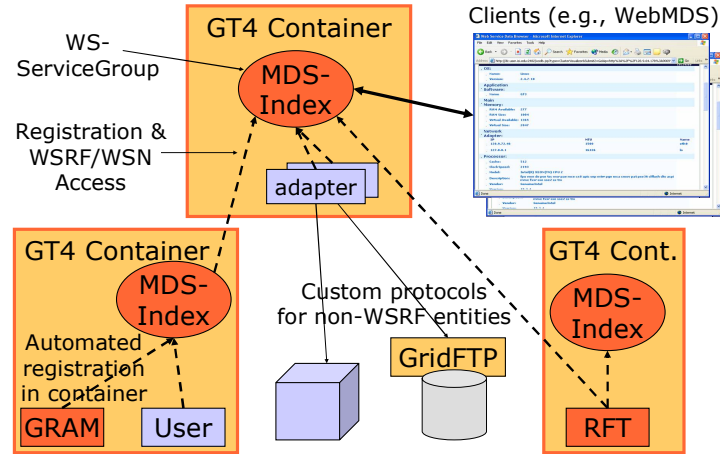 GT4 Container
Clients (e.g., WebMDS)
WS-
ServiceGroup
MDS-
Index
Registration &
WSRF/WSN
Access
adapter
GT4 Container
MDS-
Index
Automated
registration
in container
GRAM
User
Custom protocols
for non-WSRF entities
GridFTP
GT4 Cont.
MDS-
Index
RFT